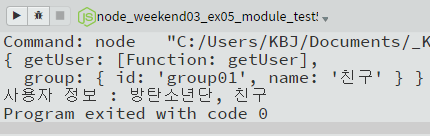 node_weekend03_ex05_module_test5
Command: node   "C:/Users/KBJ/Documents/_K
{ getUser: [Function: getUser],
  group: { id: 'group01', name: '친구' } }
사용자 정보 : 방탄소년단, 친구
Program exited with code 0